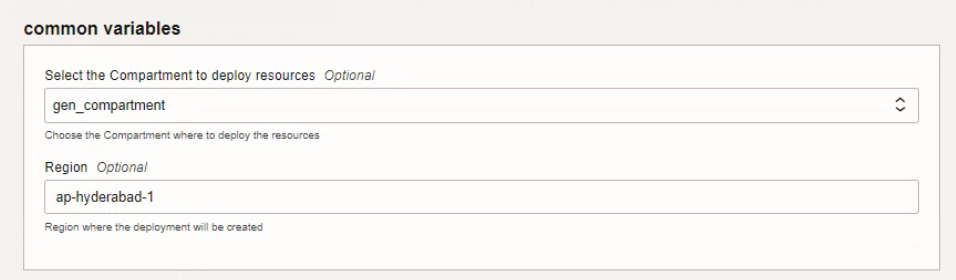 common variables
Select the Compartment to deploy resources Optional
gen_compartment
Choose the Compartment where to deploy the resources
Region Optional
ap-hyderabad-1
Region where the deployment will be created